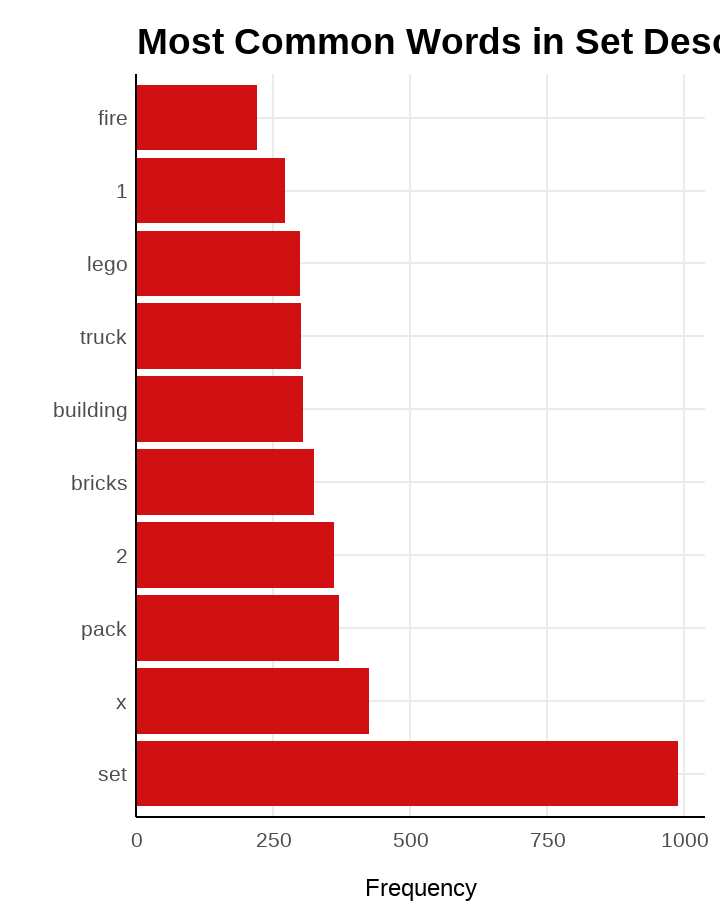 Most Common Words in Set Desc
fire
1
lego
truck
building
bricks
2
pack
x
set
0 250 500 750 1000
Frequency